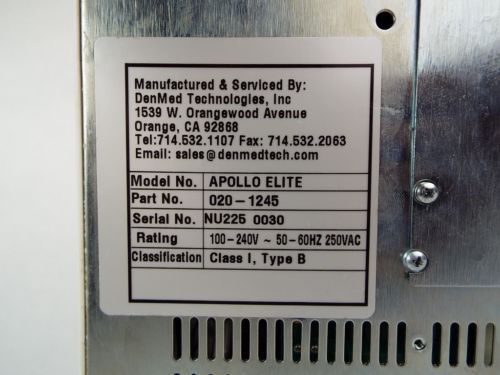 Manufactured & Serviced By:
DenMed Technologies, Inc
1539 W. Orangewood Avenue
Orange, CA 92868
Tel:714.532.1107 Fax: 714.532.2063
Email: sales@denmedtech.com
Model No. APOLLO ELITE
Part No. 020-1245
Serial No. NU225 0030
Rating 100-240V ~ 50-60HZ 250VAC
Classification Class I, Type B